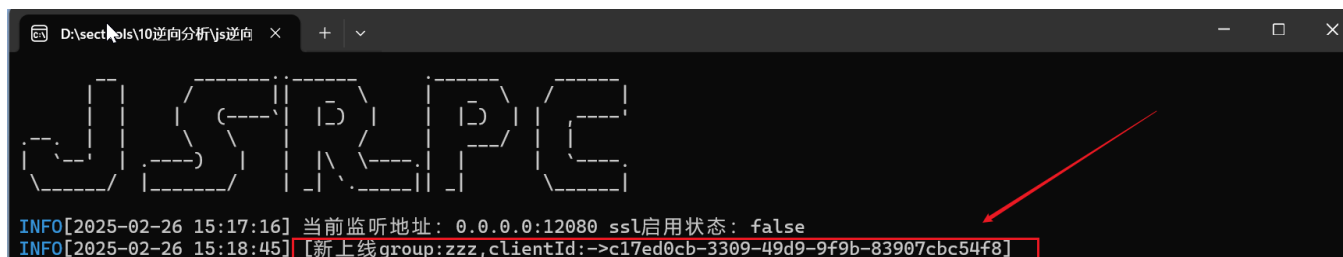 D:\sectools\10逆向分析\js逆向
JSRPC
INFO[2025-02-26 15:17:16] 当前监听地址: 0.0.0.0:12080 ssl启用状态: false
INFO[2025-02-26 15:18:45] [新上线group:zzz,clientId:->c17ed0cb-3309-49d9-9f9b-83907cbc54f8]